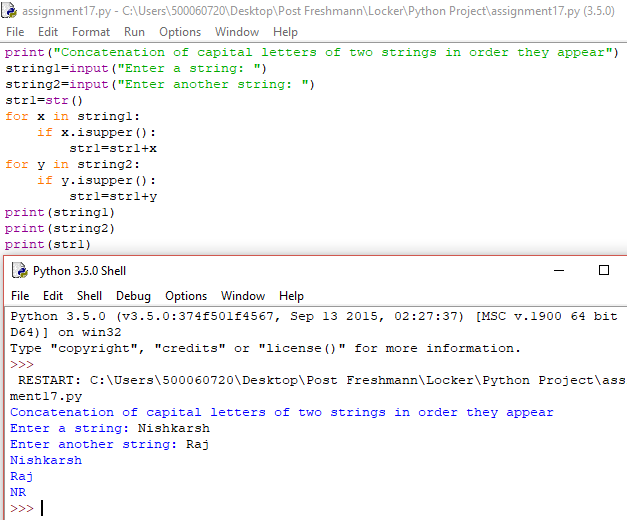 assignment17.py - C:\Users\500060720\Desktop\Post Freshmann\Locker\Python Project\assignment17.py (3.5.0)
File Edit Format Run Options Window Help
print("Concatenation of capital letters of two strings in order they appear")
string1=input("Enter a string: ")
string2=input("Enter another string: ")
str1=str()
for x in string1:
    if x.isupper():
        str1=str1+x
for y in string2:
    if y.isupper():
        str1=str1+y
print(string1)
print(string2)
print(str1)
Python 3.5.0 Shell
File Edit Shell Debug Options Window Help
Python 3.5.0 (v3.5.0:374f501f4567, Sep 13 2015, 02:27:37) [MSC v.1900 64 bit
D64)] on win32
Type "copyright", "credits" or "license()" for more information.
>>>
 RESTART: C:\Users\500060720\Desktop\Post Freshmann\Locker\Python Project\ass
ment17.py
Concatenation of capital letters of two strings in order they appear
Enter a string: Nishkarsh
Enter another string: Raj
Nishkarsh
Raj
NR
>>>